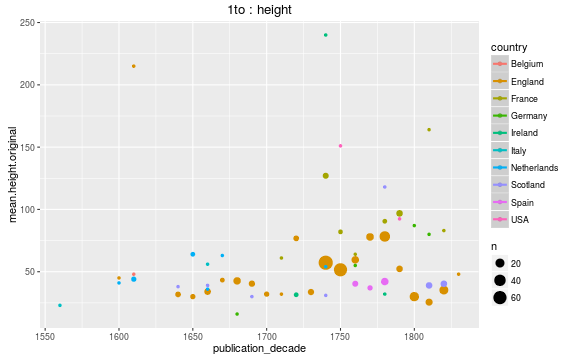 1to : height
250
200
150
100
50
mean.height.original
1550
1600
1650
1700
1750
1800
publication_decade
country
Belgium
England
France
Germany
Ireland
Italy
Netherlands
Scotland
Spain
USA
n
20
40
60